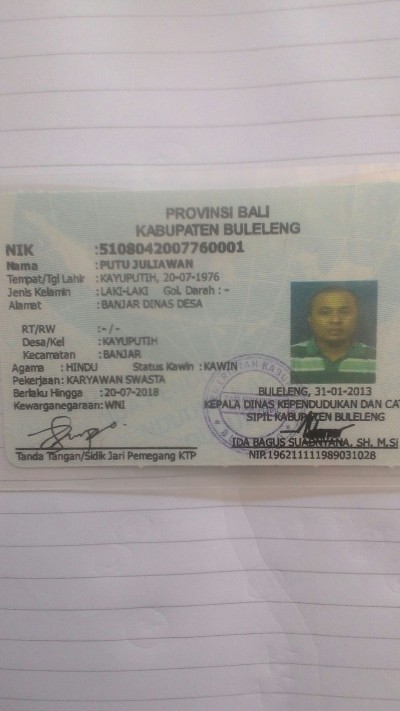 PROVINSI BALI
KABUPATEN BULELENG
NIK :5108042007760001
Nama : PUTU JULIAWAN
Tempat/Tgl Lahir : KAYUPUTIH, 20-07-1976
Jenis Kelamin : LAKI-LAKI Gol. Darah : -
Alamat : BANJAR DINAS DESA
RT/RW :- / -
Desa/Kel : KAYUPUTIH
Kecamatan : BANJAR
Agama : HINDU Status Kawin : KAWIN
Pekerjaan: KARYAWAN SWASTA
Berlaku Hingga :20-07-2018
Kewarganegaraan: WNI
BULELENG, 31-01-2013
KEPALA DINAS KEPENDUDUKAN DAN CAT
SIPIL KABUPATEN BULELENG
IDA BAGUS SUADNYANA, SH, M.Si
NIP.196211111989031028
Tanda Tangan/Sidik Jari Pemegang KTP